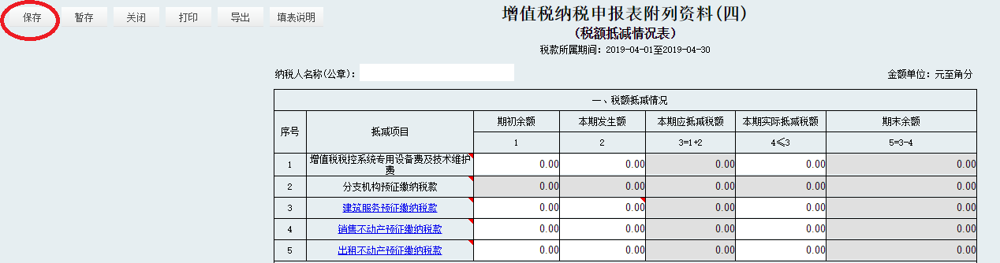 保存 暂存 关闭 打印 导出 填表说明
增值税纳税申报表附列资料(四)
(税额抵减情况表)
税款所属期间：2019-04-01至2019-04-30
纳税人名称(公章)：
金额单位：元至角分
一、税额抵减情况
序号 抵减项目 期初余额 本期发生额 本期应抵减税额 本期实际抵减税额 期末余额
1 2 3=1+2 4≤3 5=3-4
1 增值税税控系统专用设备费及技术维护
费 0.00 0.00 0.00 0.00 0.00
2 分支机构预征缴纳税款 0.00 0.00 0.00 0.00 0.00
3 建筑服务预征缴纳税款 0.00 0.00 0.00 0.00 0.00
4 销售不动产预征缴纳税款 0.00 0.00 0.00 0.00 0.00
5 出租不动产预征缴纳税款 0.00 0.00 0.00 0.00 0.00